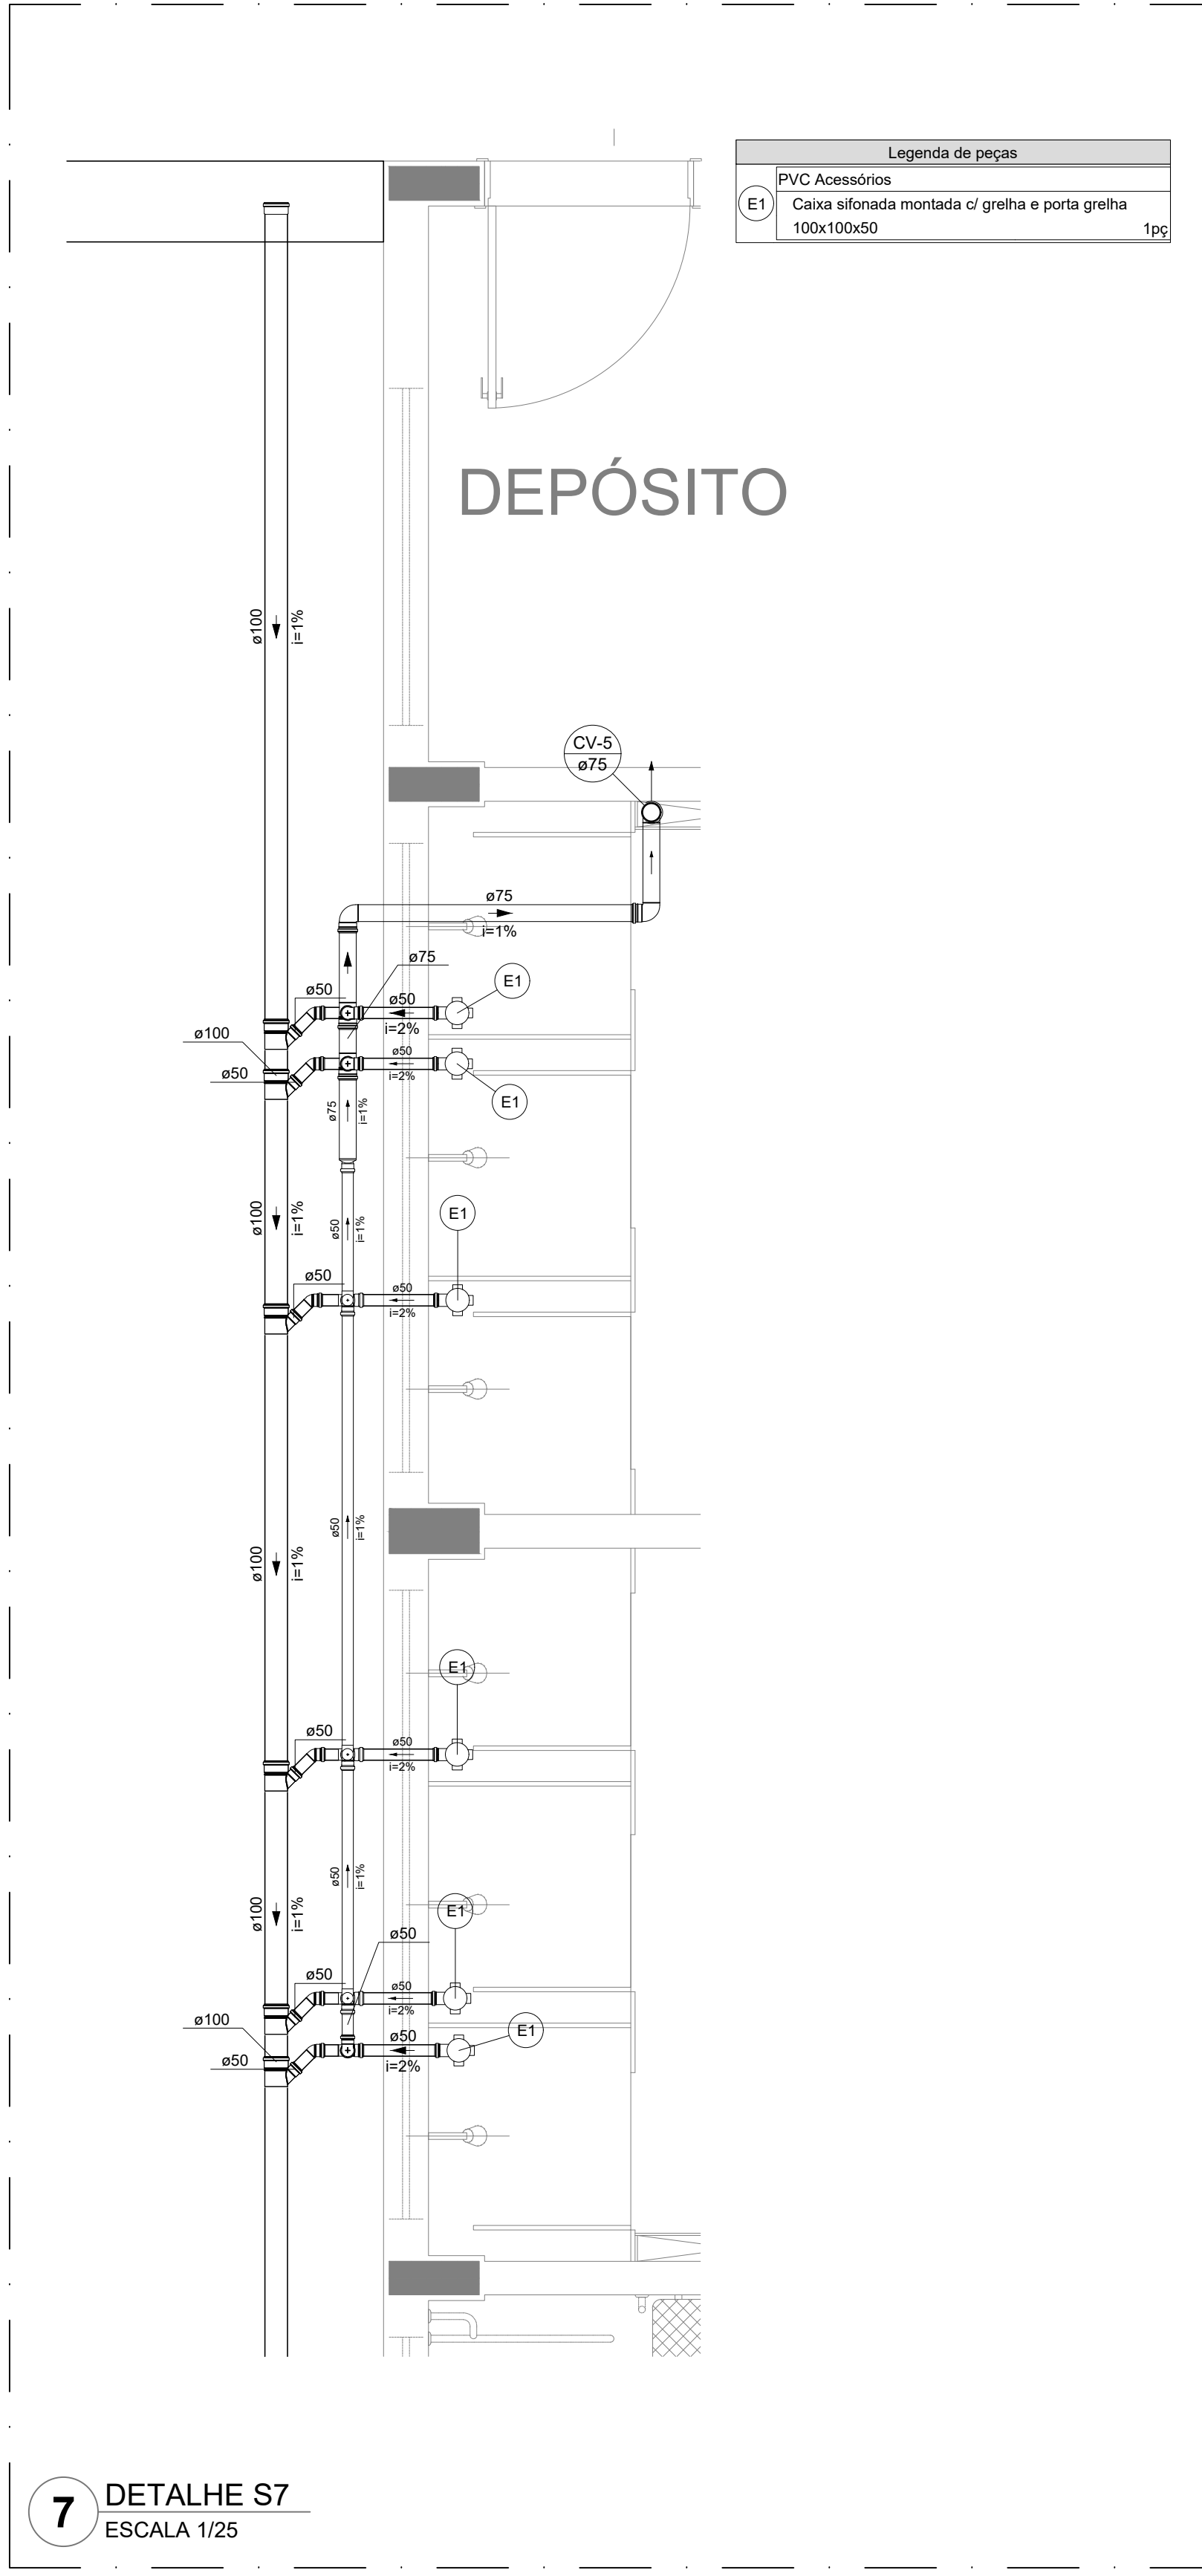 Legenda de peças
PVC Acessórios
E1
Caixa sifonada montada c/ grelha e porta grelha
100x100x50
1pç
DEPÓSITO
ø100
i=1%
CV-5
ø75
ø75
i=1%
ø75
E1
ø50
ø50
i=2%
ø100
ø50
ø50
i=2%
E1
ø75
i=1%
ø100
i=1%
E1
ø50
i=1%
ø50
ø50
i=2%
ø50
i=1%
ø100
i=1%
E1
ø50
ø50
i=2%
ø50
i=1%
ø100
i=1%
E1
ø50
ø50
ø50
i=2%
ø100
E1
ø50
i=2%
ø50
7
DETALHE S7
ESCALA 1/25